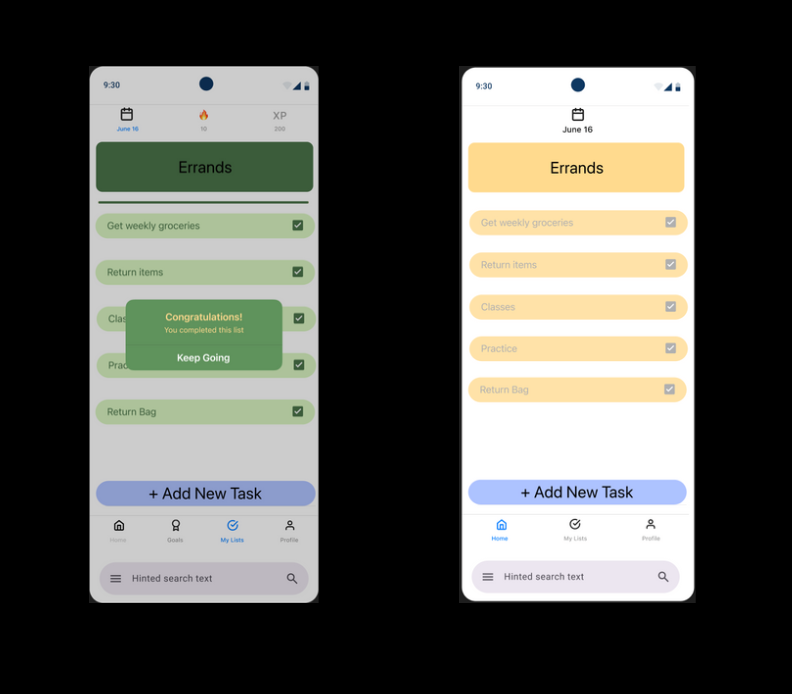 9:30
June 16
10
XP
200
Errands
Get weekly groceries
Return items
Clas
Congratulations!
You completed this list
Keep Going
Prac
Return Bag
+ Add New Task
Home
Goals
My Lists
Profile
Hinted search text
9:30
June 16
Errands
Get weekly groceries
Return items
Classes
Practice
Return Bag
+ Add New Task
Home
My Lists
Profile
Hinted search text